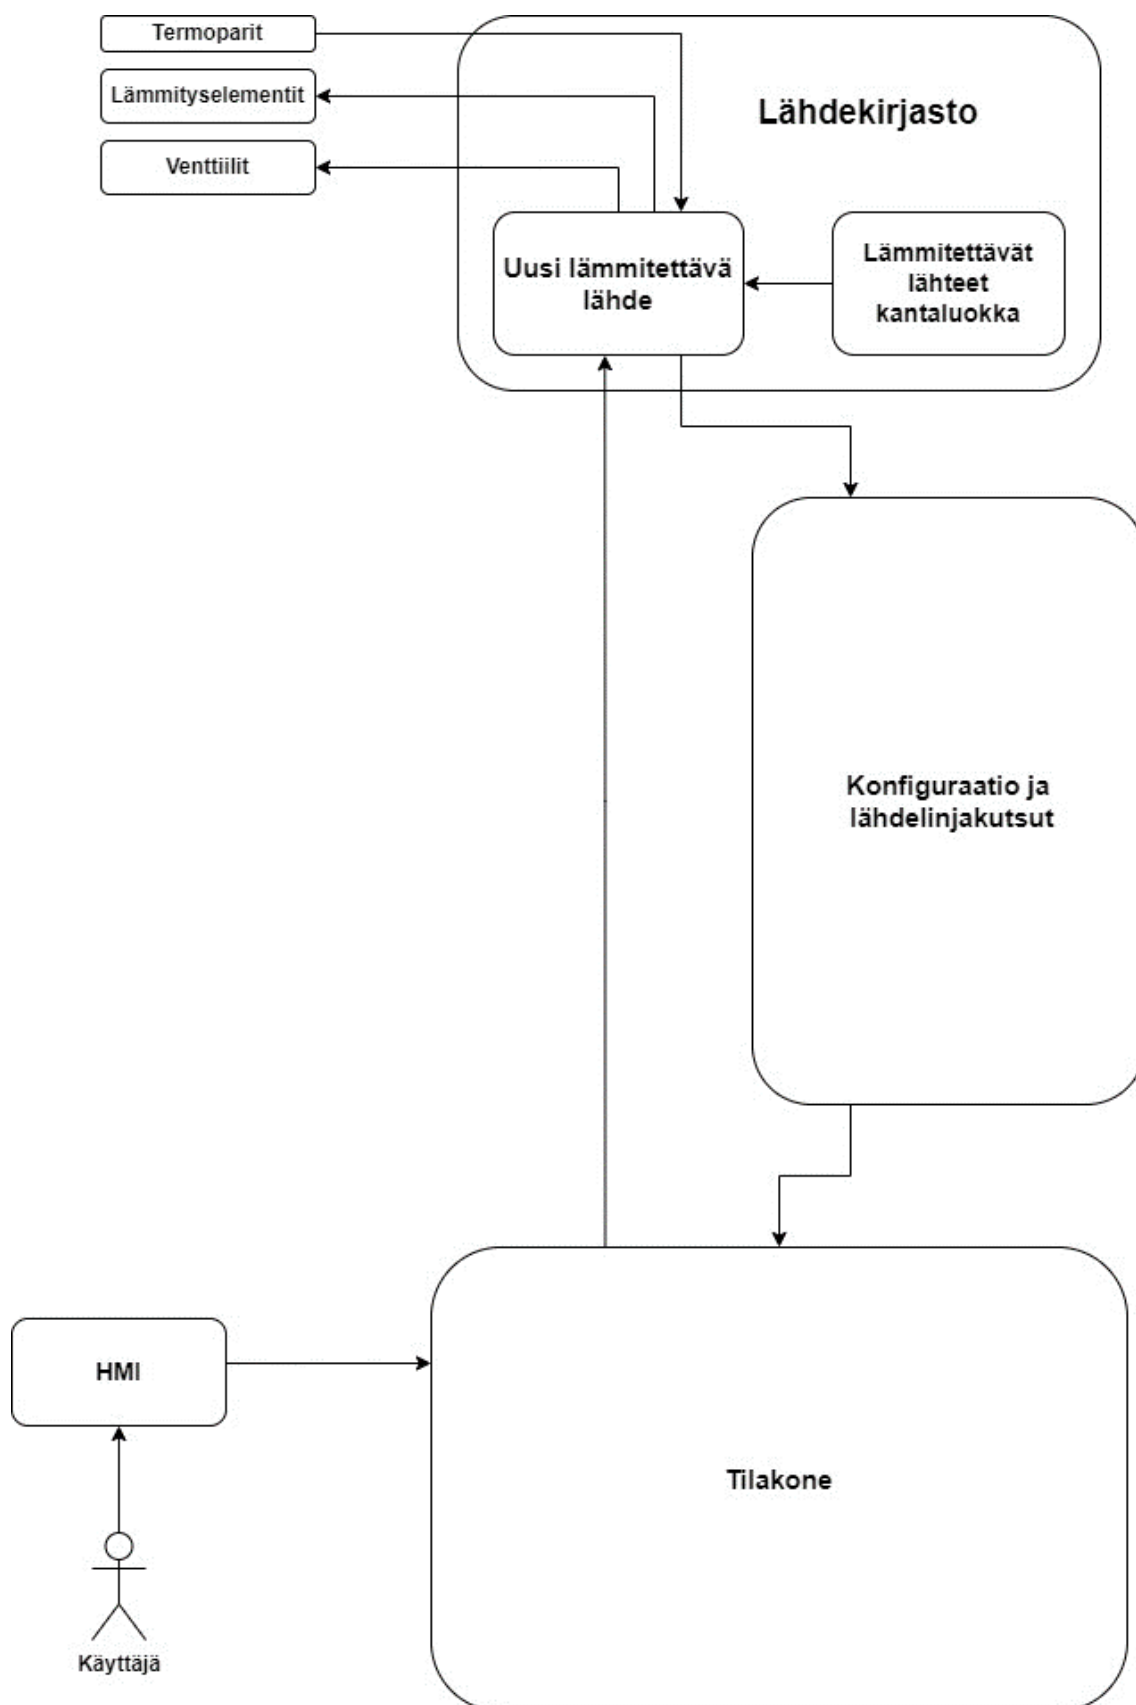 Termoparit
Lämmityselementit
Venttiilit
Lähdekirjasto
Uusi lämmitettävä
lähde
Lämmitettävät
lähteet
kantaluokka
Konfiguraatio ja
lähdelinjakutsut
HMI
Tilakone
Käyttäjä